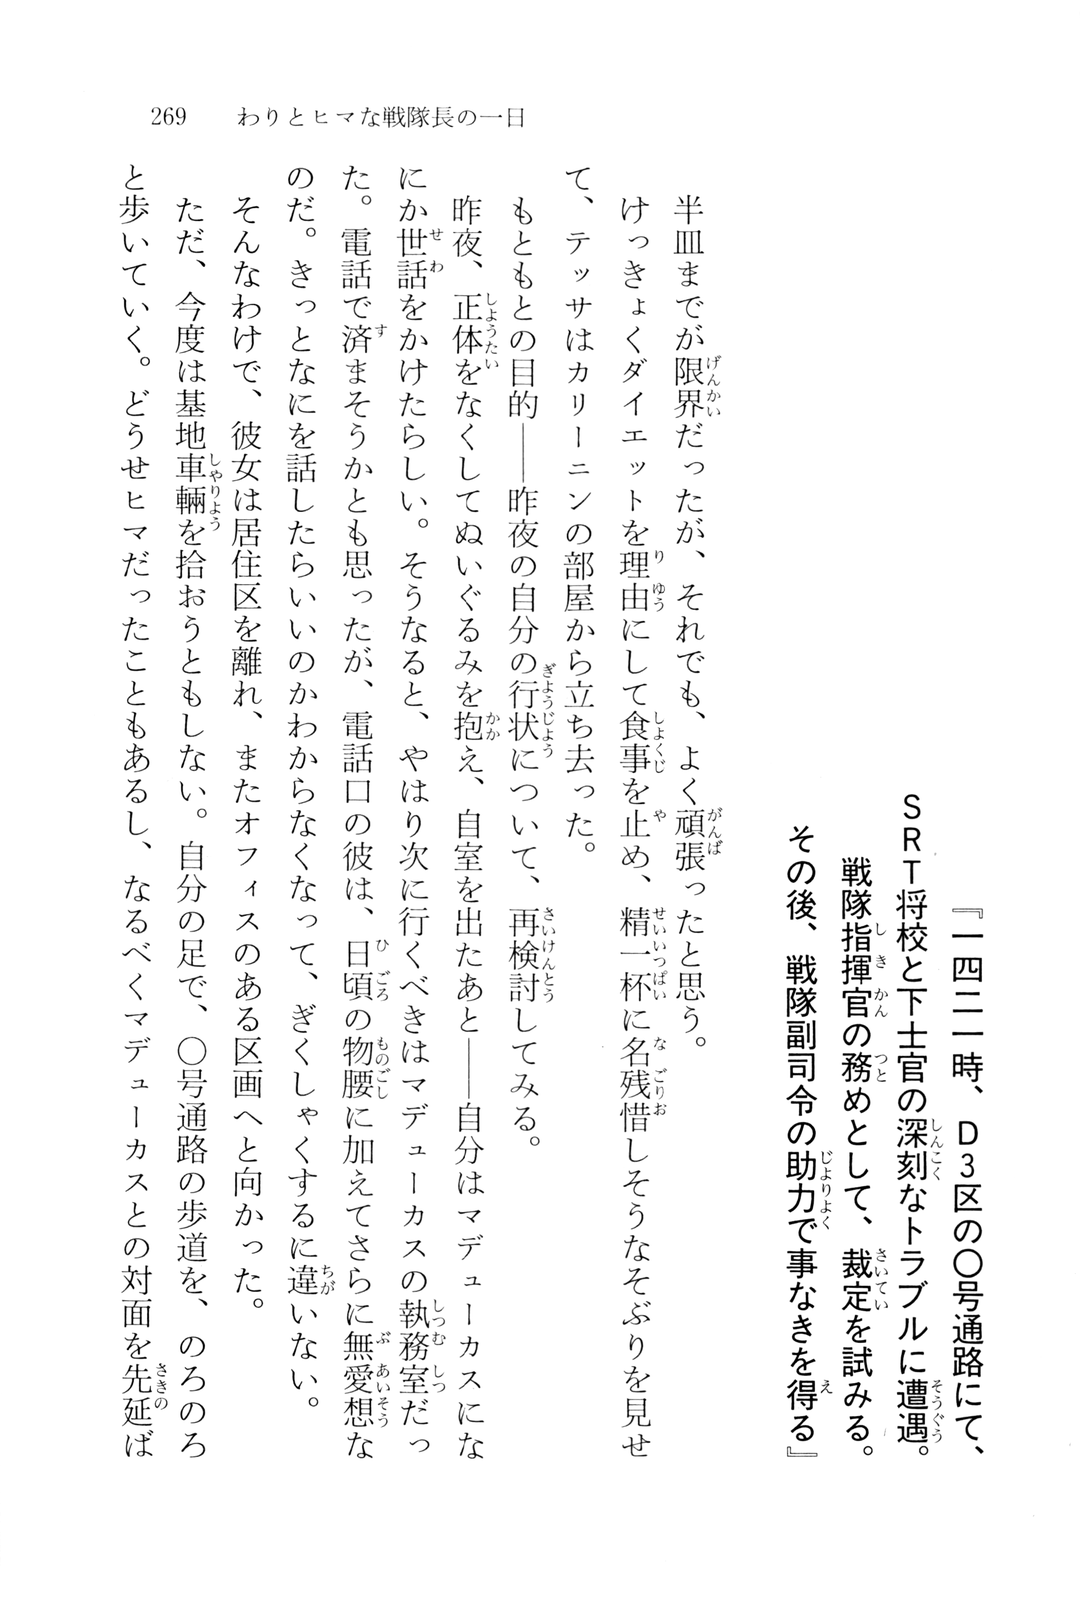 269　わりとヒマな戦隊長の一日
『一四二一時、D3区の〇号通路にて、
SRT将校と下士官の深刻なトラブルに遭遇。
戦隊指揮官の務めとして、裁定を試みる。
その後、戦隊副司令の助力で事なきを得る』
半皿までが限界だったが、それでも、よく頑張ったと思う。
けっきょくダイエットを理由にして食事を止め、精一杯に名残惜しそうなそぶりを見せ
て、テッサはカリーニンの部屋から立ち去った。
もともとの目的――昨夜の自分の行状について、再検討してみる。
昨夜、正体をなくしてぬいぐるみを抱え、自室を出たあと――自分はマデューカスにな
にか世話をかけたらしい。そうなると、やはり次に行くべきはマデューカスの執務室だっ
た。電話で済まそうかとも思ったが、電話口の彼は、日頃の物腰に加えてさらに無愛想な
のだ。きっとなにを話したらいいのかわからなくなって、ぎくしゃくするに違いない。
そんなわけで、彼女は居住区を離れ、またオフィスのある区画へと向かった。
ただ、今度は基地車輛を拾おうともしない。自分の足で、〇号通路の歩道を、のろのろ
と歩いていく。どうせヒマだったこともあるし、なるべくマデューカスとの対面を先延ば